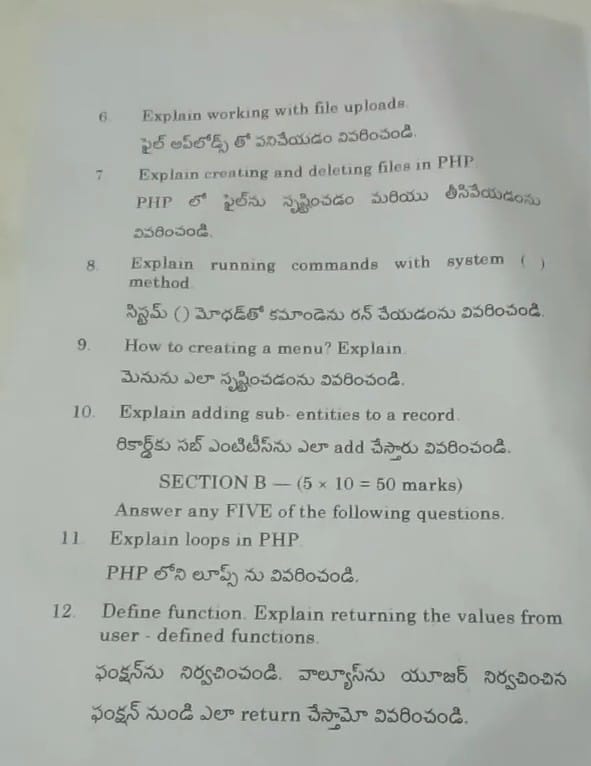 6. Explain working with file uploads.
ఫైల్ అప్‌లోడ్స్ తో పనిచేయడం వివరించండి.
7 Explain creating and deleting files in PHP
PHP లో ఫైల్‌ను సృష్టించడం మరియు తీసివేయడంను
వివరించండి.
8. Explain running commands with system ( )
method.
సిస్టమ్ () మోథడ్‌తో కమాండెను రన్ చేయడంను వివరించండి.
9. How to creating a menu? Explain.
మెనును ఎలా సృష్టించడంను వివరించండి.
10. Explain adding sub- entities to a record.
రికార్డ్‌కు సబ్ ఎంటిటీస్‌ను ఎలా add చేస్తారు వివరించండి.
SECTION B — (5 × 10 = 50 marks)
Answer any FIVE of the following questions.
11. Explain loops in PHP.
PHP లోని లూప్స్ ను వివరించండి.
12. Define function. Explain returning the values from
user - defined functions.
ఫంక్షన్‌ను నిర్వచించండి. వాల్యూస్‌ను యూజర్ నిర్వచించిన
ఫంక్షన్ నుండి ఎలా return చేస్తామో వివరించండి.